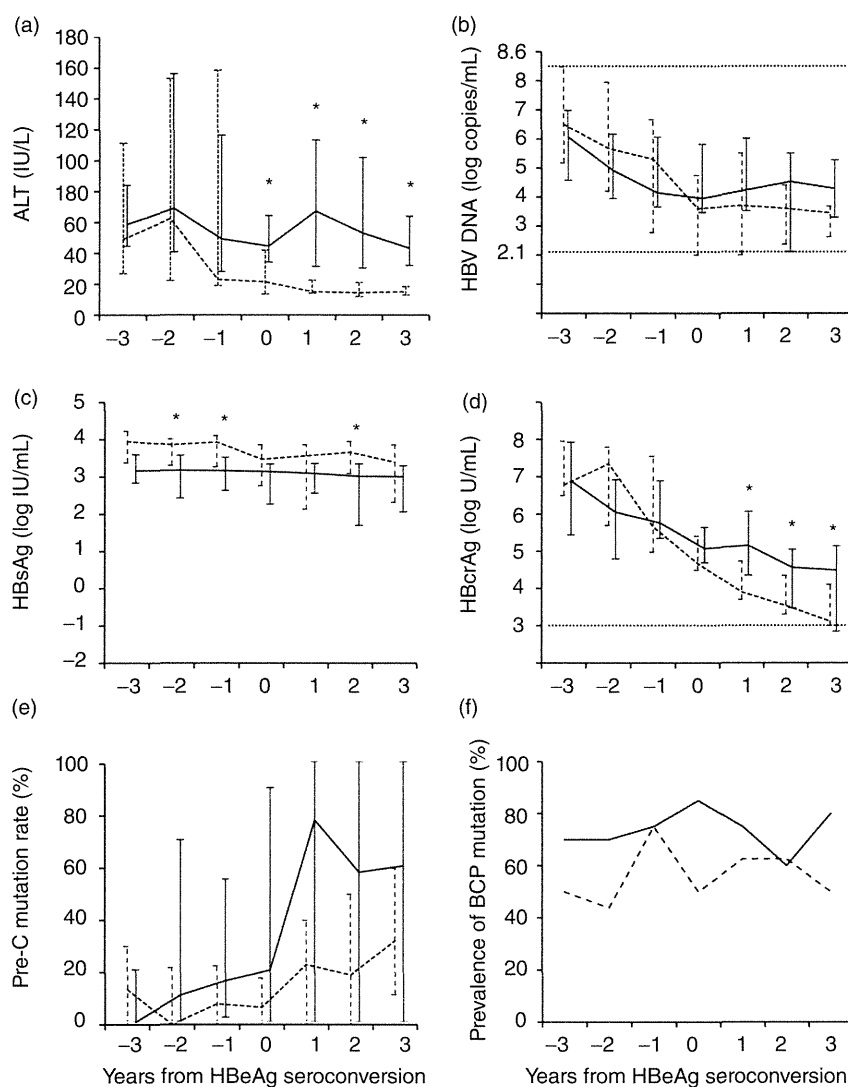 (a)
ALT (IU/L)
180
160
140
120
100
80
60
40
20
0
* * * *
−3 −2 −1 0 1 2 3
(b)
HBV DNA (log copies/mL)
8.6
8
7
6
5
4
3
2.1
−3 −2 −1 0 1 2 3
(c)
HBsAg (log IU/mL)
5
4
3
2
1
0
−1
−2
* * *
−3 −2 −1 0 1 2 3
(d)
HBcrAg (log U/mL)
8
7
6
5
4
3
* * *
−3 −2 −1 0 1 2 3
(e)
Pre-C mutation rate (%)
100
80
60
40
20
0
−3 −2 −1 0 1 2 3
Years from HBeAg seroconversion
(f)
Prevalence of BCP mutation (%)
100
80
60
40
20
0
−3 −2 −1 0 1 2 3
Years from HBeAg seroconversion